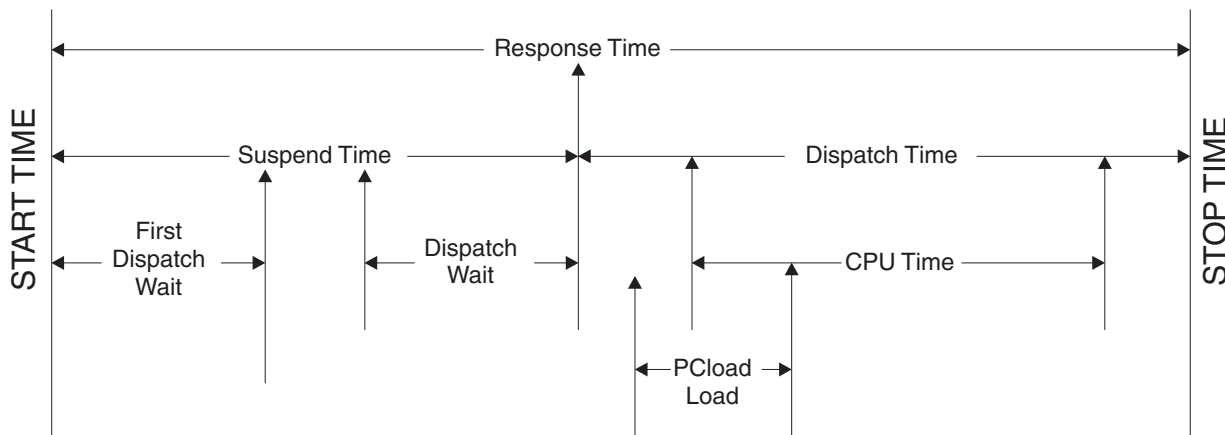 START TIME
Response Time
Suspend Time
Dispatch Time
First
Dispatch
Wait
Dispatch
Wait
CPU Time
PCload
Load
STOP TIME